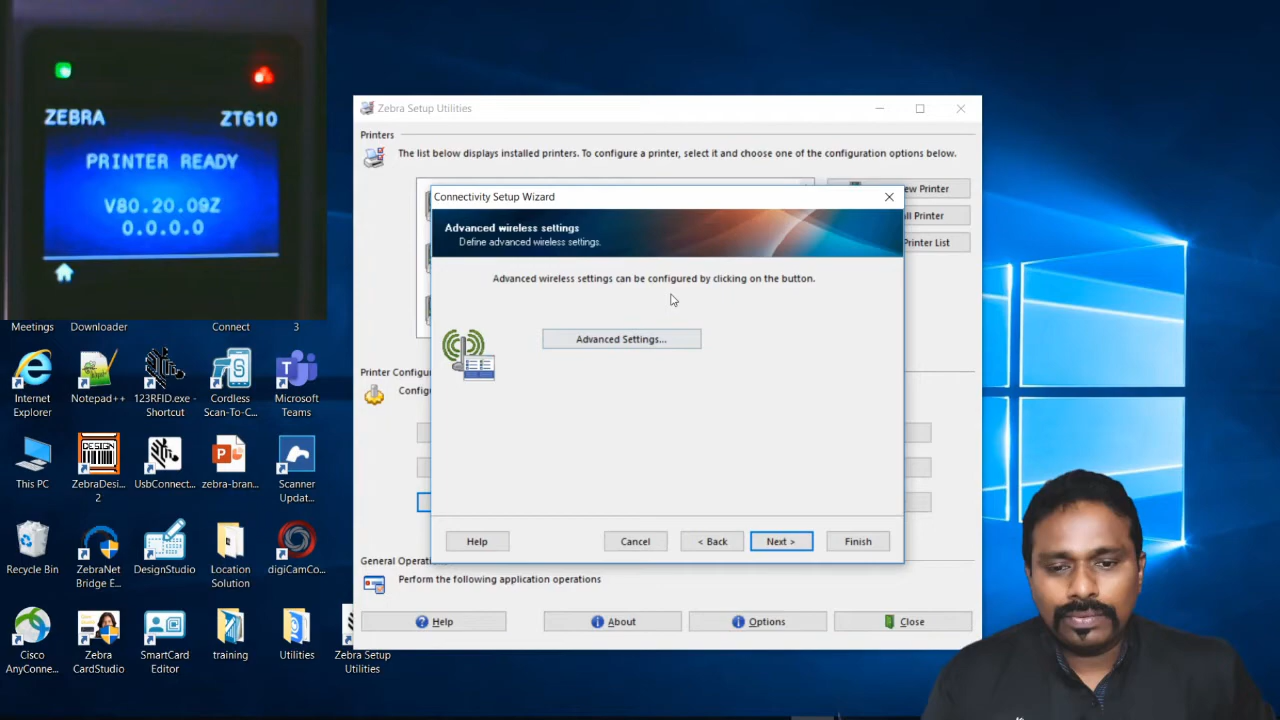 ZEBRA ZT610
PRINTER READY
V80.20.09Z
0.0.0.0
Meetings
Downloader
Connect
3
Internet
Explorer
Notepad++
123RFID.exe -
Shortcut
Cordless
Scan-To-C...
Microsoft
Teams
This PC
DESIGN
ZebraDesi...
2
UsbConnect...
zebra-bran...
Scanner
Updat...
Recycle Bin
ZebraNet
Bridge E...
DesignStudio
Location
Solution
digiCamCo...
Cisco
AnyConne...
Zebra
CardStudio
SmartCard
Editor
training
Utilities
Zebra Setup
Utilities
Zebra Setup Utilities
Printers
The list below displays installed printers. To configure a printer, select it and choose one of the configuration options below.
ew Printer
ll Printer
Printer List
Printer Configu
Config
Connectivity Setup Wizard
Advanced wireless settings
Define advanced wireless settings.
Advanced wireless settings can be configured by clicking on the button.
Advanced Settings...
Help
Cancel
< Back
Next >
Finish
General Operati
Perform the following application operations
Help
About
Options
Close